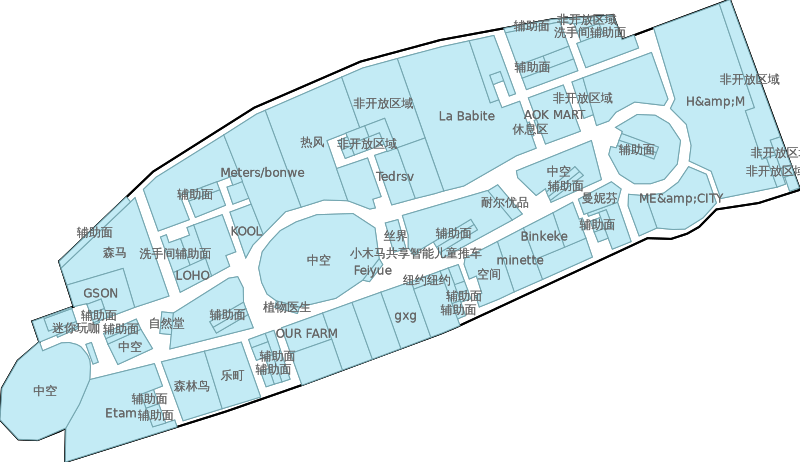 非开放区域
辅助面
洗手间辅助面
辅助面
非开放区域
H&amp;M
非开放区域
非开放区域
La Babite
AOK MART
休息区
热风
非开放区域
辅助面
非开放区域
非开放区域
Meters/bonwe
Tedrsv
中空
辅助面
辅助面
曼妮芬
ME&amp;CITY
耐尔优品
辅助面
KOOL
丝界
辅助面
Binkeke
森马
洗手间辅助面
小木马共享智能儿童推车
minette
中空
Feiyue
LOHO
空间
纽约纽约
GSON
辅助面
植物医生
辅助面
辅助面
gxg
辅助面
自然堂
迷你玩咖
辅助面
OUR FARM
中空
辅助面
辅助面
乐町
森林鸟
中空
辅助面
Etam
辅助面